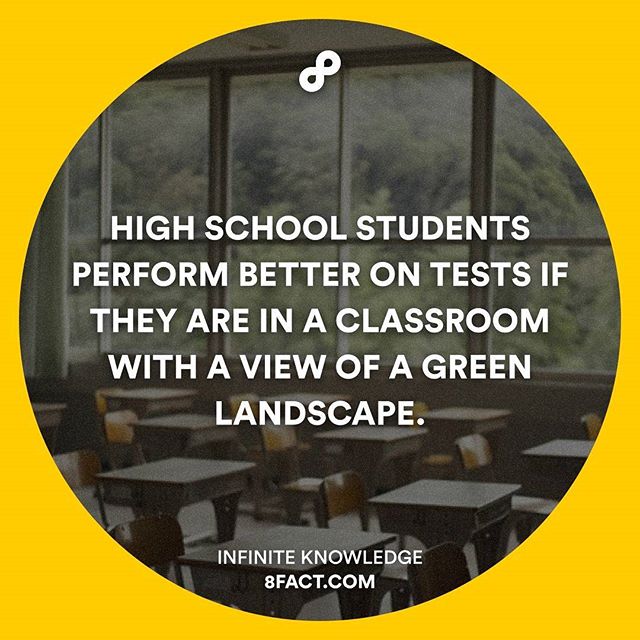 HIGH SCHOOL STUDENTS
PERFORM BETTER ON TESTS IF
THEY ARE IN A CLASSROOM
WITH A VIEW OF A GREEN
LANDSCAPE.
INFINITE KNOWLEDGE
8FACT.COM